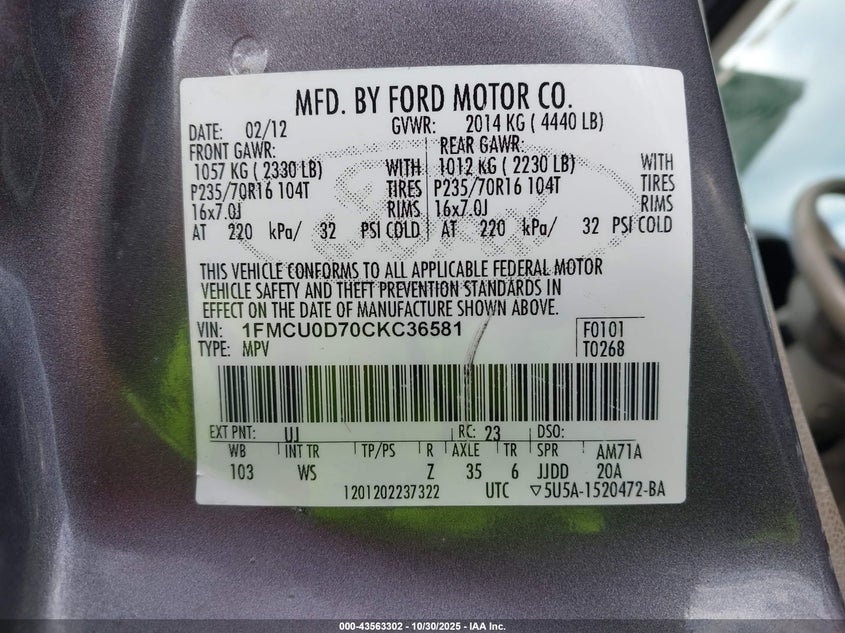 MFD. BY FORD MOTOR CO.
DATE: 02/12 GVWR: 2014 KG ( 4440 LB)
FRONT GAWR: REAR GAWR:
1057 KG ( 2330 LB) WITH 1012 KG ( 2230 LB) WITH
P235/70R16 104T TIRES P235/70R16 104T TIRES
16x7.0J RIMS 16x7.0J RIMS
AT 220 kPa/ 32 PSI COLD AT 220 kPa/ 32 PSI COLD
THIS VEHICLE CONFORMS TO ALL APPLICABLE FEDERAL MOTOR
VEHICLE SAFETY AND THEFT PREVENTION STANDARDS IN
EFFECT ON THE DATE OF MANUFACTURE SHOWN ABOVE.
VIN: 1FMCU0D70CKC36581 F0101
TYPE: MPV T0268
EXT PNT: UJ RC: 23 DSO:
WB INT TR TP/PS R AXLE TR SPR AM71A
103 WS Z 35 6 JJDD 20A
1201202237322 UTC ▽5U5A-1520472-BA
000-43563302 - 10/30/2025 - IAA Inc.